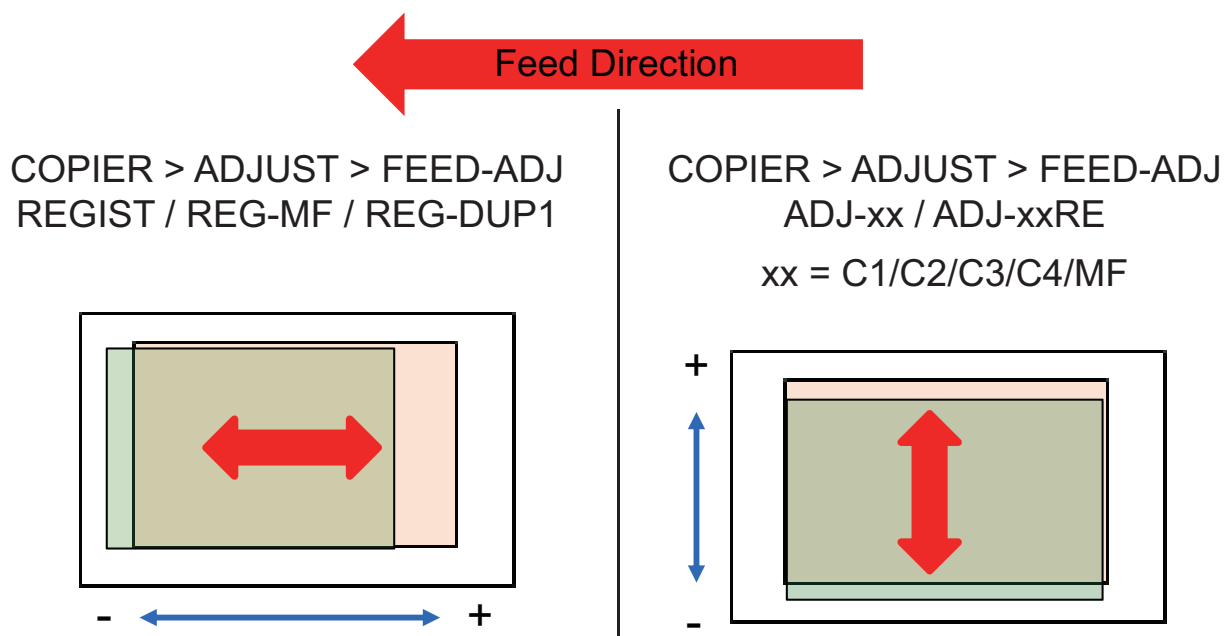 Feed Direction
COPIER > ADJUST > FEED-ADJ
REGIST / REG-MF / REG-DUP1
- +
COPIER > ADJUST > FEED-ADJ
ADJ-xx / ADJ-xxRE
xx = C1/C2/C3/C4/MF
+
-